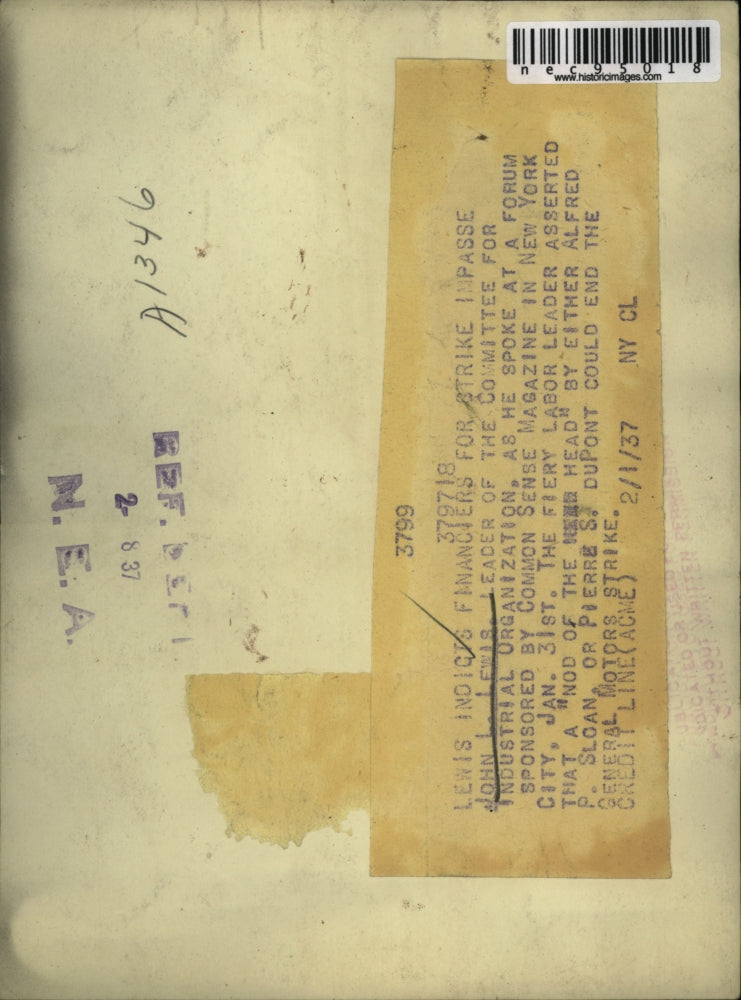 nec95018
www.historicimages.com
A1346
N.E.A.
2 8 37
REF. DEPT
3799
379718
LEWIS INDICTS FINANCIERS FOR STRIKE IMPASSE
JOHN L. LEWIS, LEADER OF THE COMMITTEE FOR
INDUSTRIAL ORGANIZATION, AS HE SPOKE AT A FORUM
SPONSORED BY COMMON SENSE MAGAZINE IN NEW YORK
CITY, JAN. 31ST. THE FIERY LABOR LEADER ASSERTED
THAT A "NOD OF THE HEAD" BY EITHER ALFRED
P. SLOAN, OR PIERRE S. DUPONT COULD END THE
GENERAL MOTORS STRIKE.
CREDIT LINE (ACME) 2/1/37 NY CL
WITHOUT WRITTEN